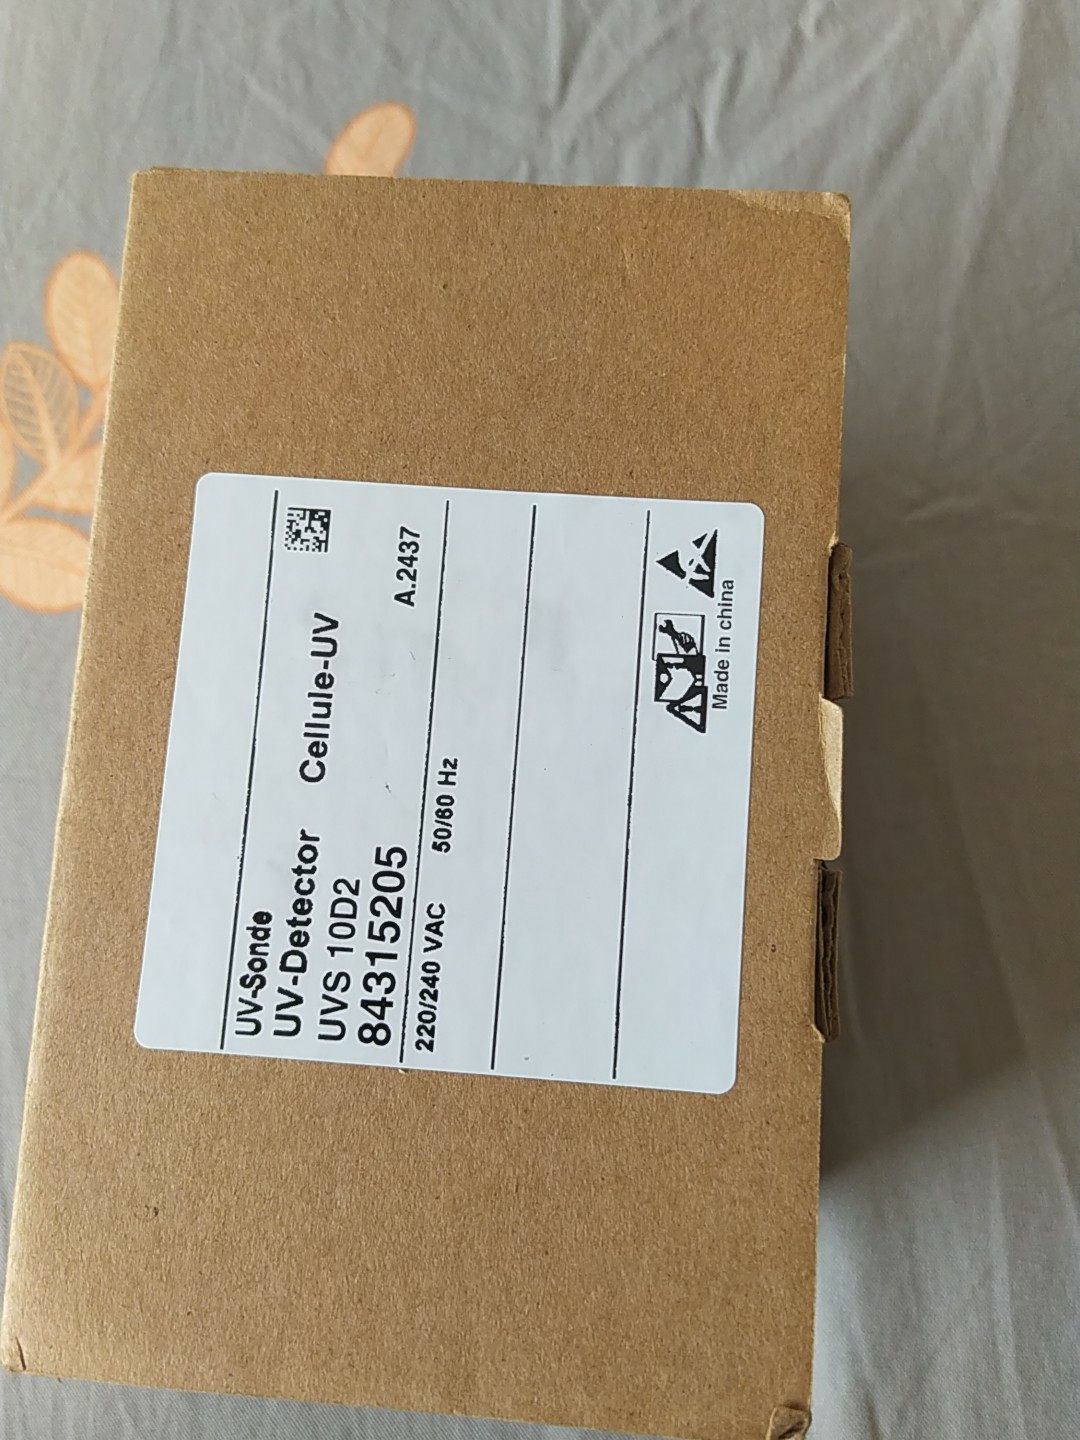 UV-Sonde
UV-Detector Cellule-UV
UVS 10D2
84315205 A.2437
220/240 VAC 50/60 Hz
Made in china